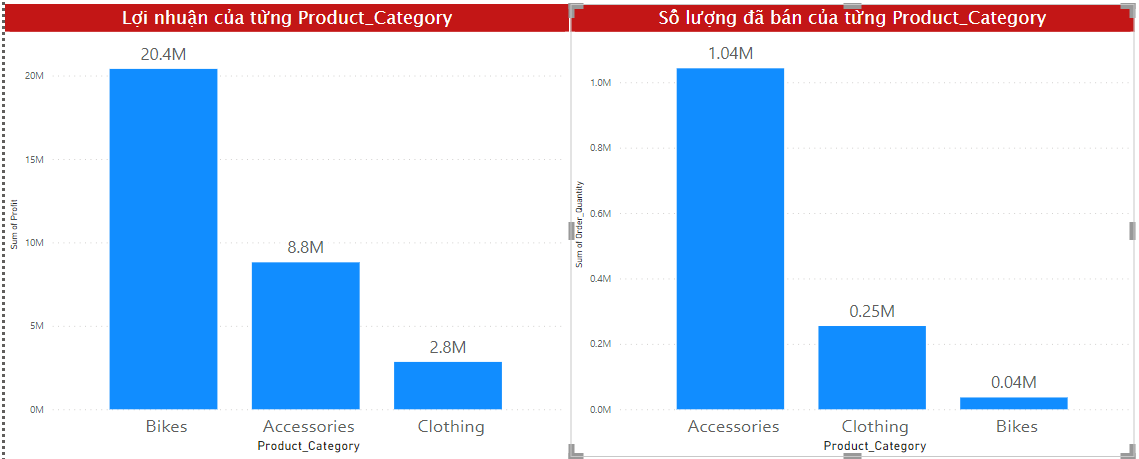 Lợi nhuận của từng Product_Category
20.4M
20M
15M
10M
5M
0M
8.8M
2.8M
Sum of Profit
Bikes
Accessories
Clothing
Product_Category
Số lượng đã bán của từng Product_Category
1.04M
1.0M
0.8M
0.6M
0.4M
0.2M
0.0M
0.25M
0.04M
Sum of Order_Quantity
Accessories
Clothing
Bikes
Product_Category